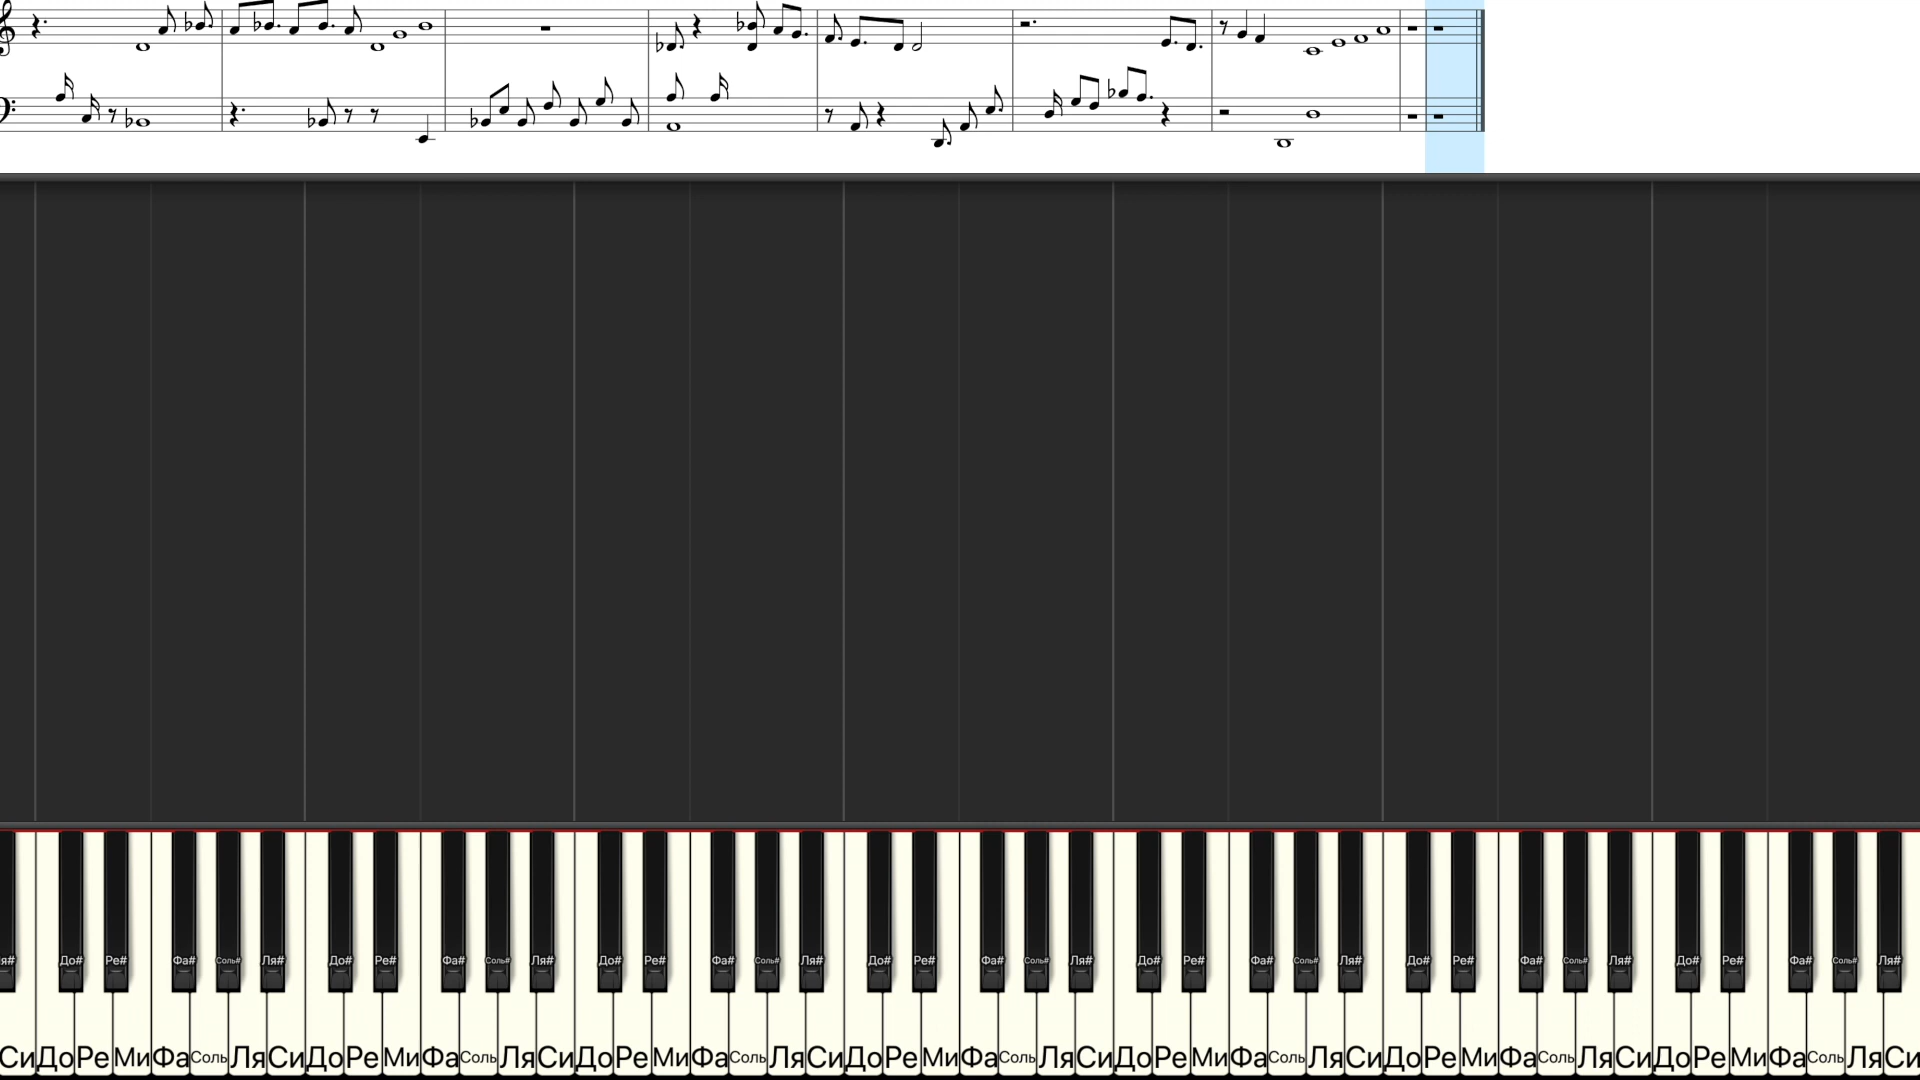 я# До# Ре# Фа# Соль# Ля# До# Ре# Фа# Соль# Ля# До# Ре# Фа# Соль# Ля# До# Ре# Фа# Соль# Ля# До# Ре# Фа# Соль# Ля# До# Ре# Фа# Соль# Ля# До# Ре# Фа# Соль# Ля#
Си До Ре Ми Фа Соль Ля Си До Ре Ми Фа Соль Ля Си До Ре Ми Фа Соль Ля Си До Ре Ми Фа Соль Ля Си До Ре Ми Фа Соль Ля Си До Ре Ми Фа Соль Ля Си До Ре Ми Фа Соль Ля Си